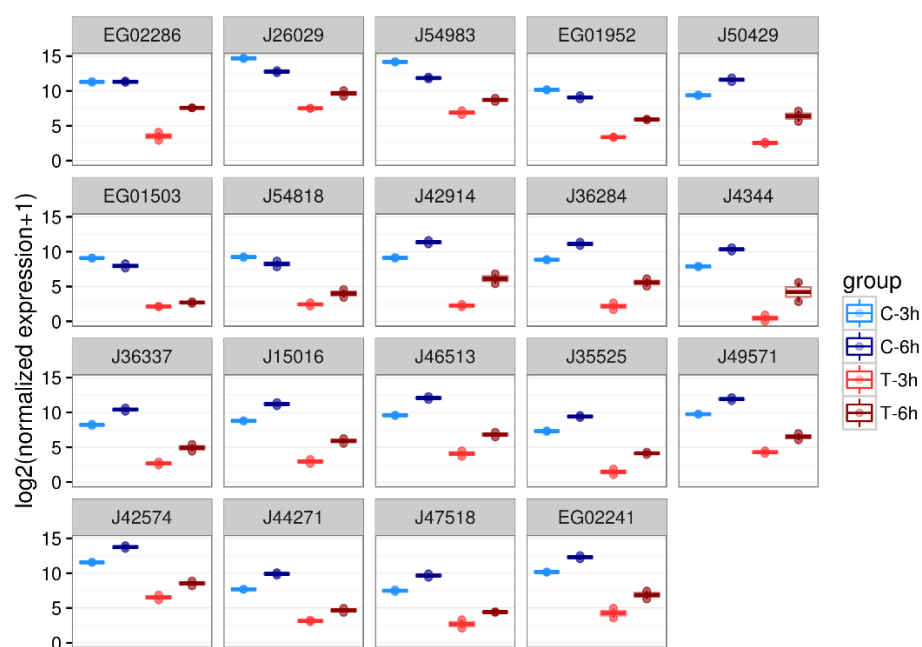 EG02286 J26029 J54983 EG01952 J50429
15
10
5
0
EG01503 J54818 J42914 J36284 J4344
15
10
5
0
J36337 J15016 J46513 J35525 J49571
15
10
5
0
J42574 J44271 J47518 EG02241
15
10
5
0
log2(normalized expression+1)
group
C-3h
C-6h
T-3h
T-6h